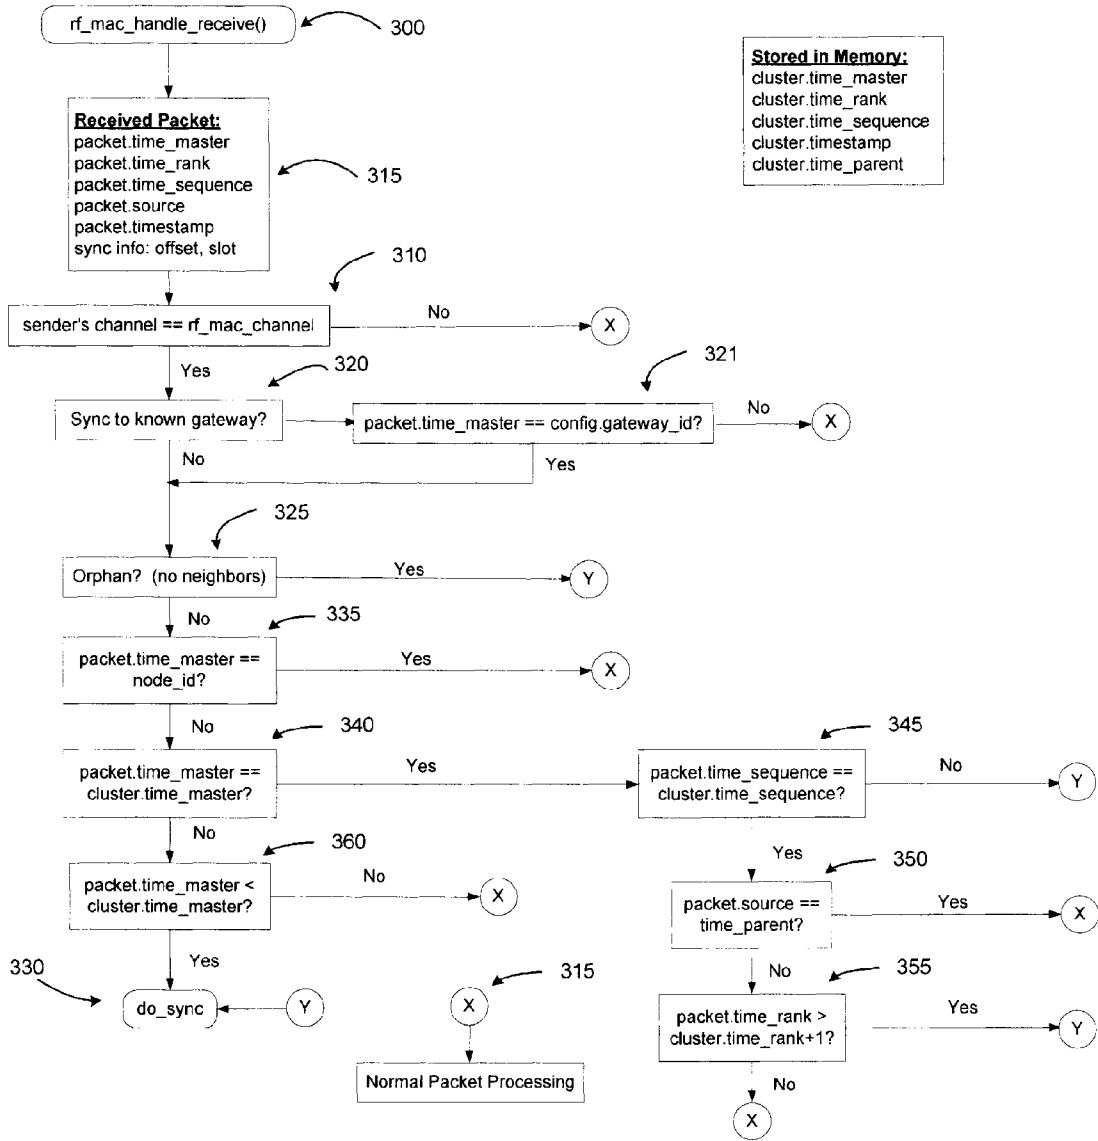 rf_mac_handle_receive()
300
Stored in Memory:
cluster.time_master
cluster.time_rank
cluster.time_sequence
cluster.timestamp
cluster.time_parent
Received Packet:
packet.time_master
packet.time_rank
packet.time_sequence
packet.source
packet.timestamp
sync info: offset, slot
315
310
sender's channel == rf_mac_channel
No
X
Yes
320
321
Sync to known gateway?
packet.time_master == config.gateway_id?
No
X
No
Yes
325
Orphan? (no neighbors)
Yes
Y
No
335
packet.time_master ==
node_id?
Yes
X
No
340
packet.time_master ==
cluster.time_master?
Yes
345
packet.time_sequence ==
cluster.time_sequence?
No
Y
No
Yes
360
packet.time_master <
cluster.time_master?
No
X
350
packet.source ==
time_parent?
Yes
X
Yes
No
330
do_sync
Y
315
X
Normal Packet Processing
355
packet.time_rank >
cluster.time_rank+1?
Yes
Y
No
X